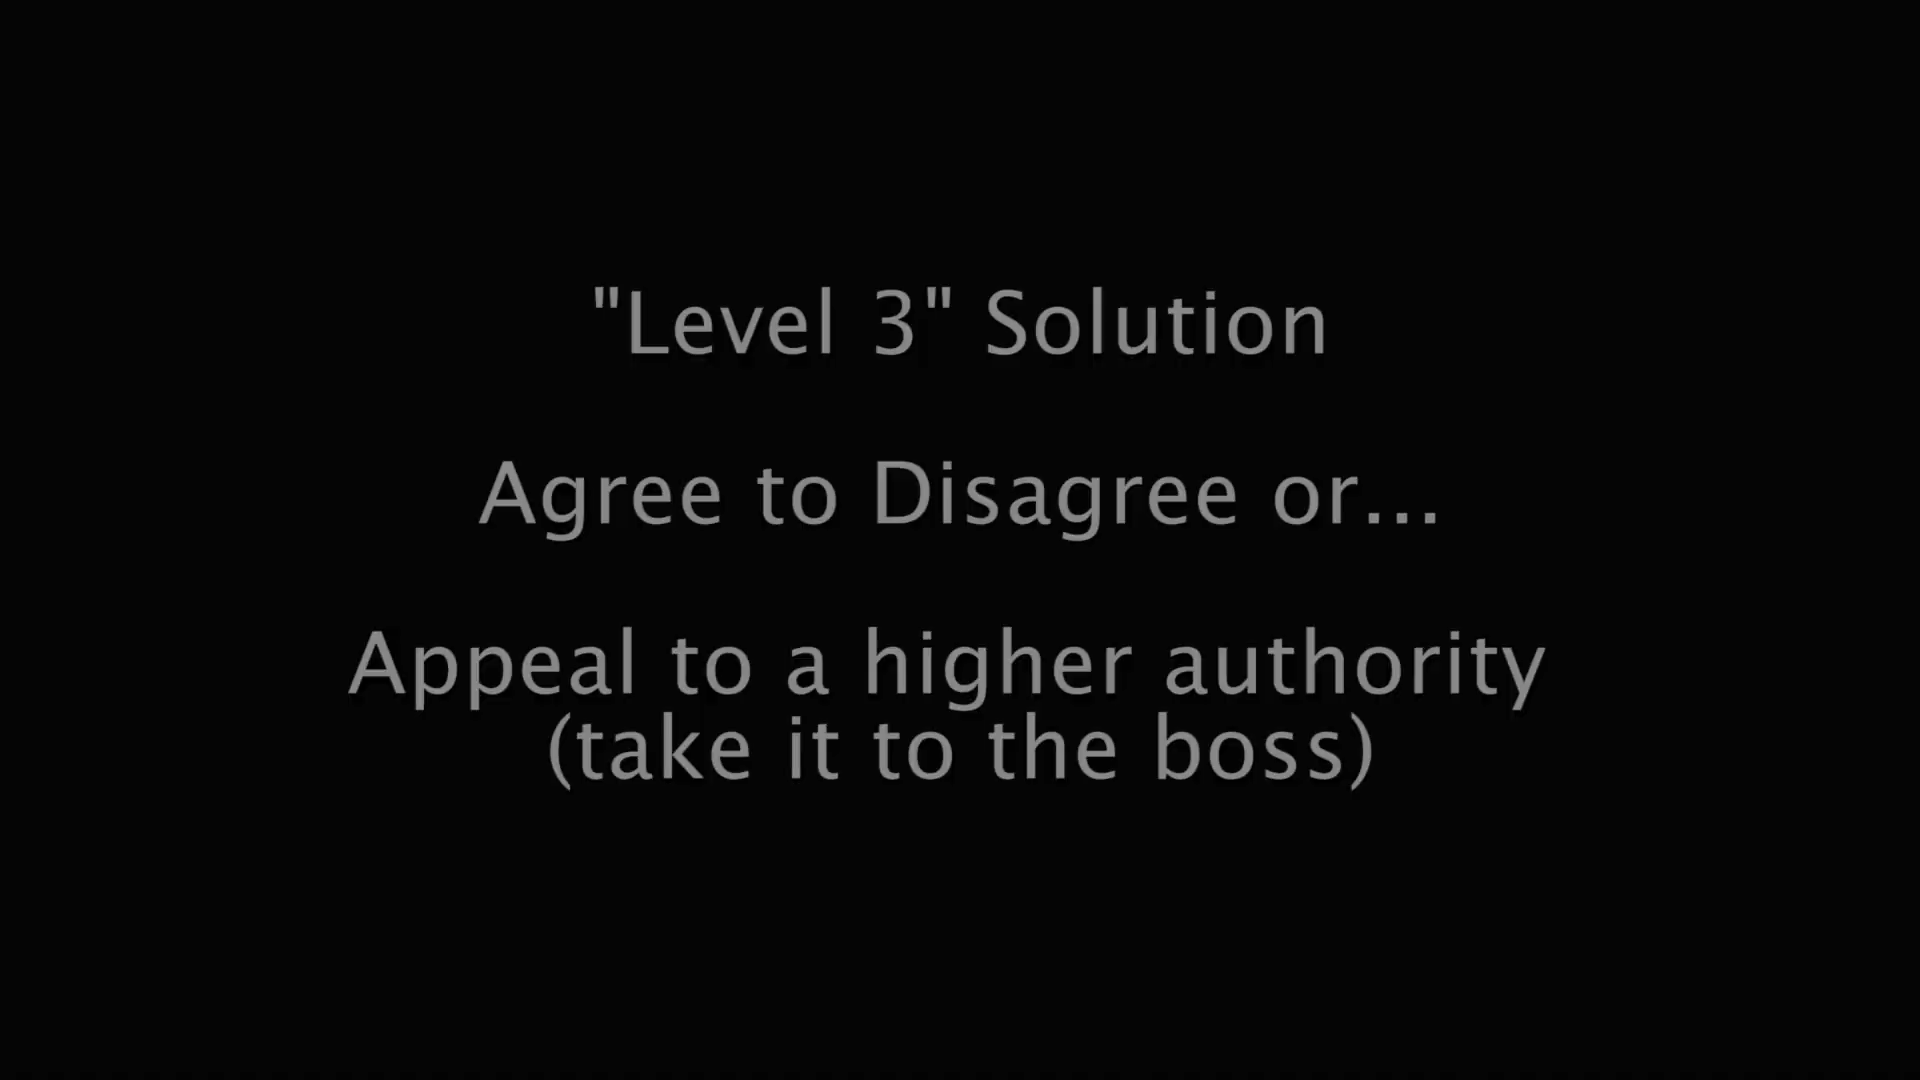 "Level 3" Solution
Agree to Disagree or...
Appeal to a higher authority
(take it to the boss)